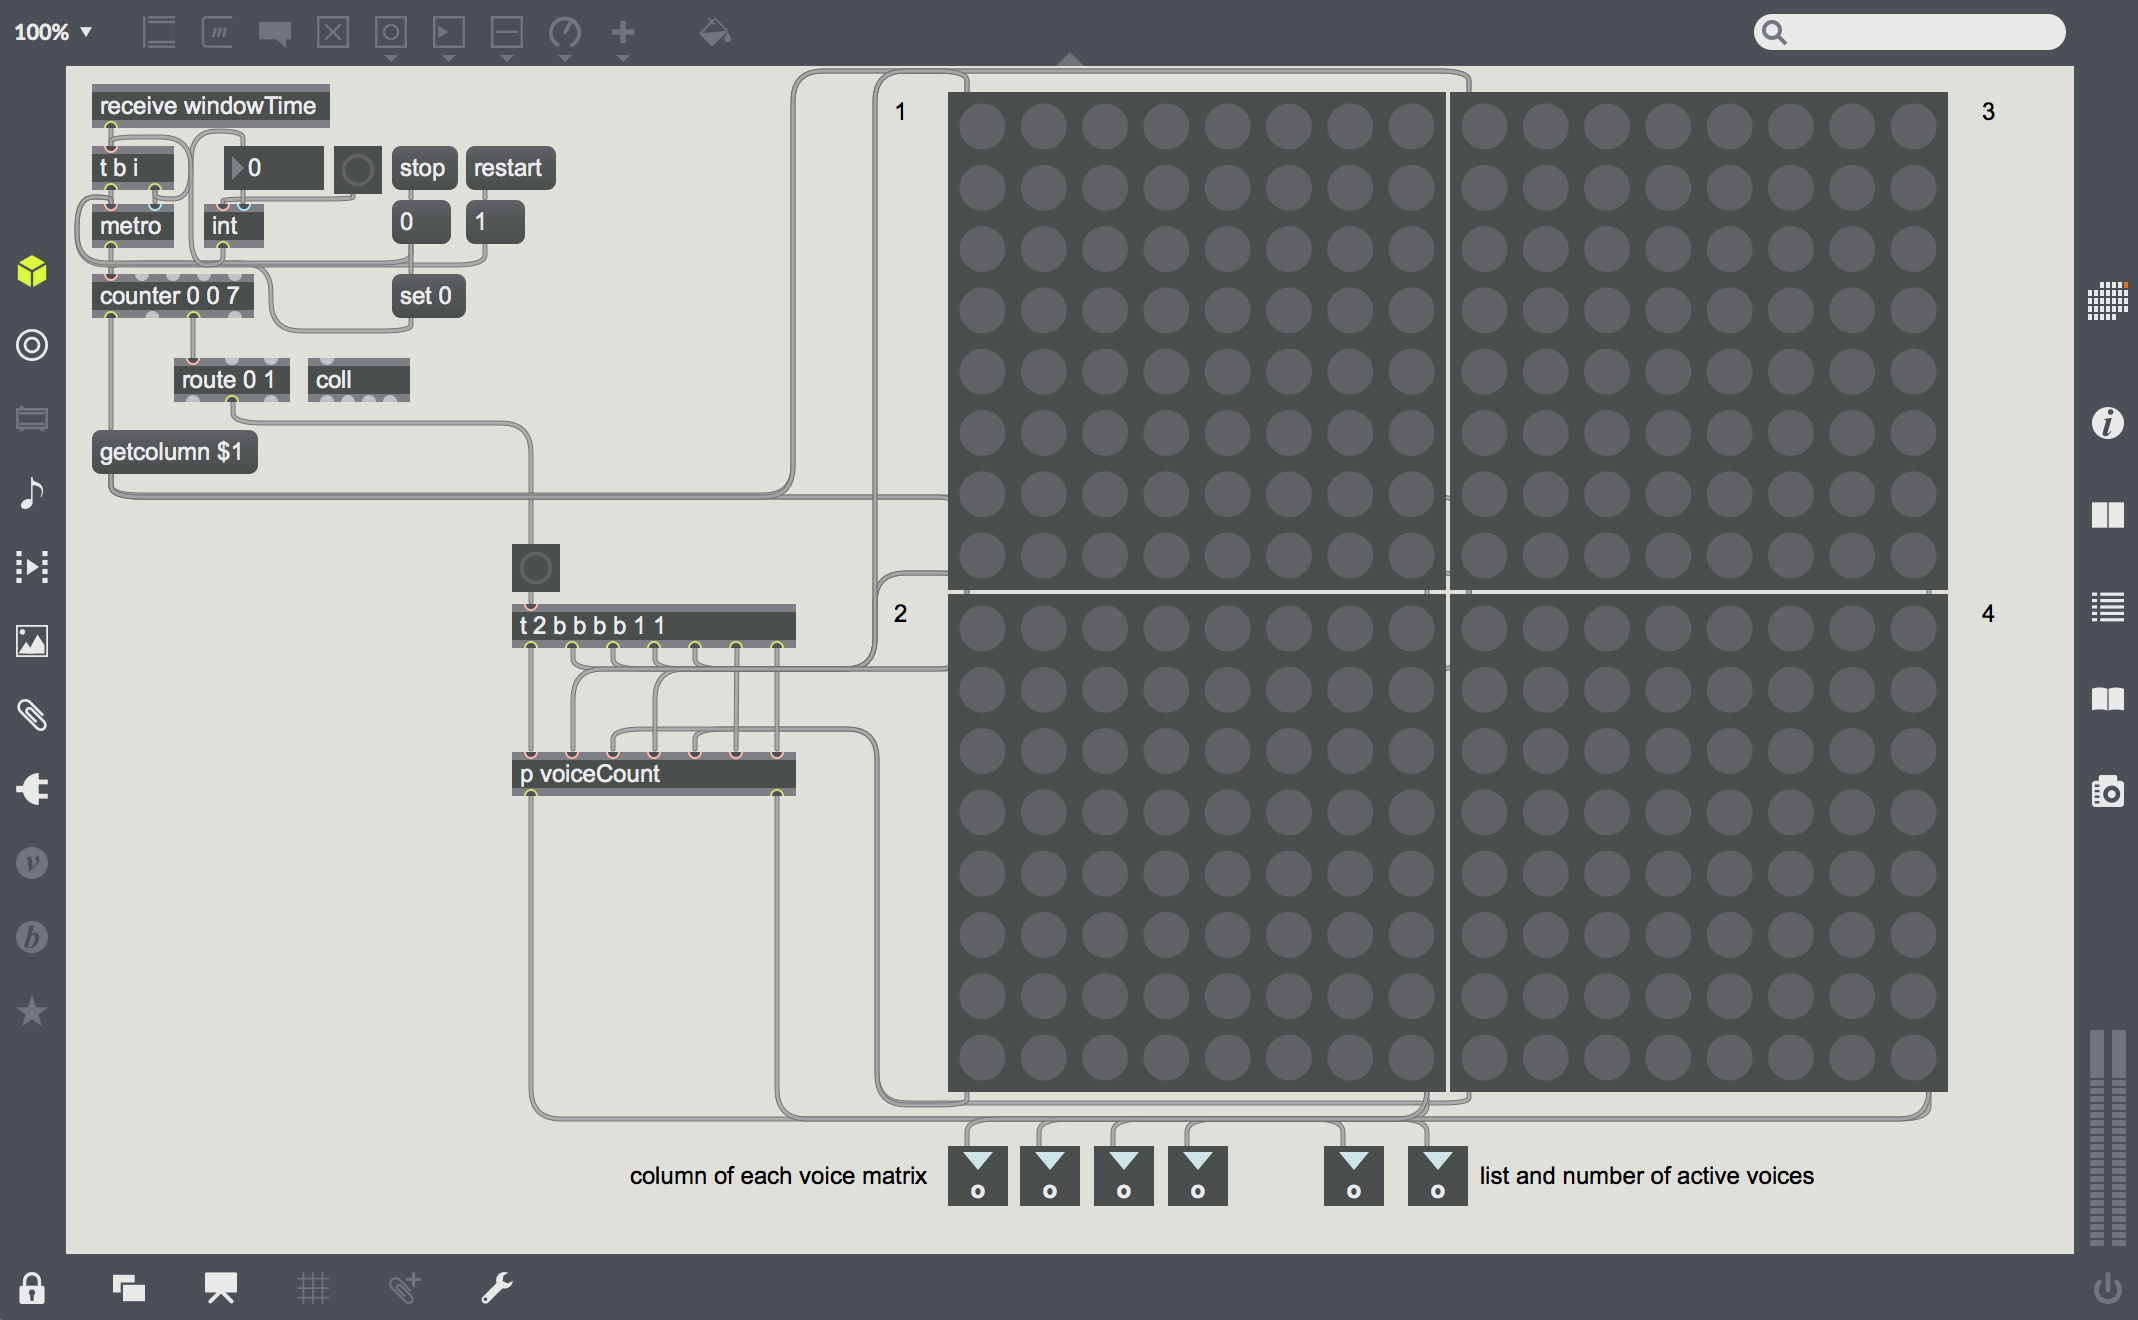 100%
m
receive windowTime
1
3
t b i
0
stop
restart
metro
int
0
1
counter 0 0 7
set 0
route 0 1
coll
getcolumn $1
t 2 b b b b 1 1
2
4
p voiceCount
column of each voice matrix
o
o
o
o
o
o
list and number of active voices
i
v
b